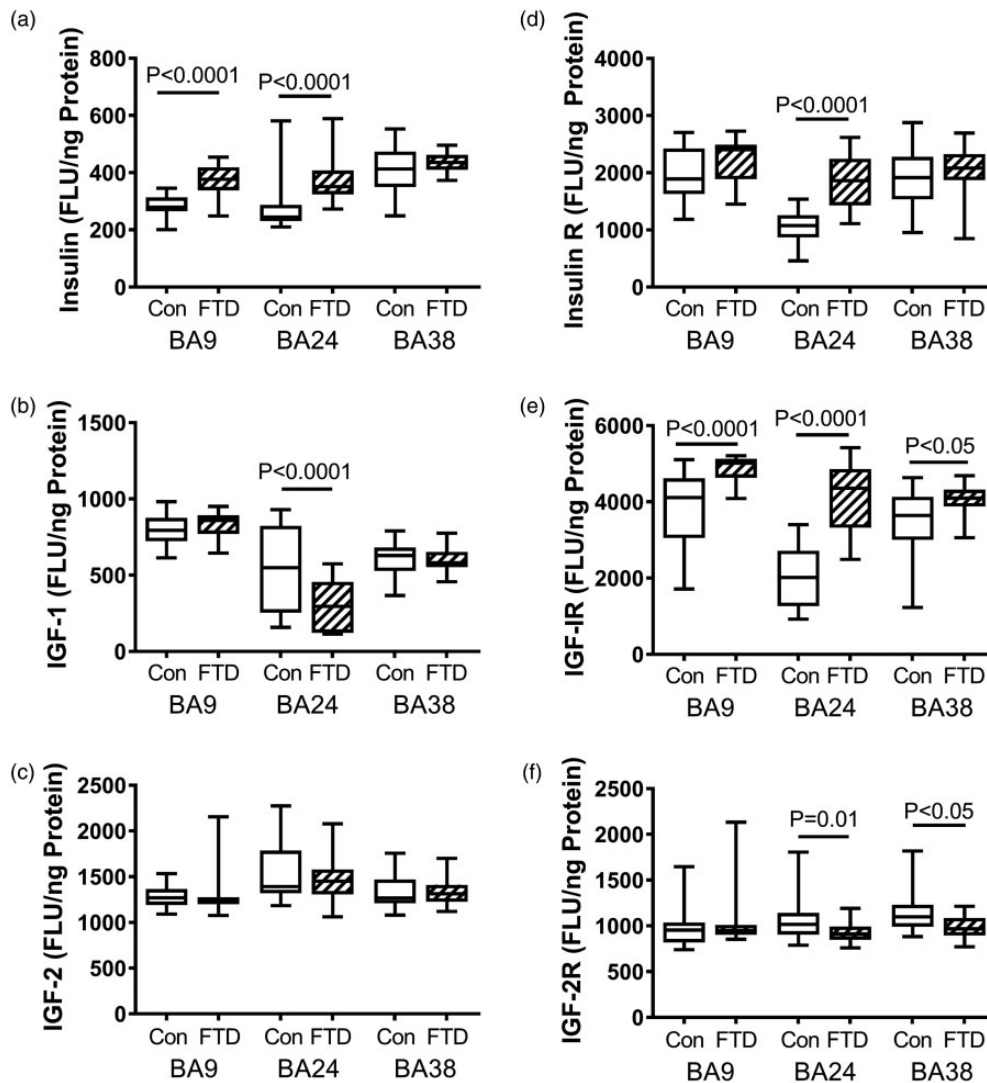 (a)
Insulin (FLU/ng Protein)
800
600
400
200
0
P<0.0001
P<0.0001
Con FTD Con FTD Con FTD
BA9 BA24 BA38
(d)
Insulin R (FLU/ng Protein)
4000
3000
2000
1000
0
P<0.0001
Con FTD Con FTD Con FTD
BA9 BA24 BA38
(b)
IGF-1 (FLU/ng Protein)
1500
1000
500
0
P<0.0001
Con FTD Con FTD Con FTD
BA9 BA24 BA38
(e)
IGF-IR (FLU/ng Protein)
6000
4000
2000
0
P<0.0001
P<0.0001
P<0.05
Con FTD Con FTD Con FTD
BA9 BA24 BA38
(c)
IGF-2 (FLU/ng Protein)
2500
2000
1500
1000
500
0
Con FTD Con FTD Con FTD
BA9 BA24 BA38
(f)
IGF-2R (FLU/ng Protein)
2500
2000
1500
1000
500
0
P=0.01
P<0.05
Con FTD Con FTD Con FTD
BA9 BA24 BA38